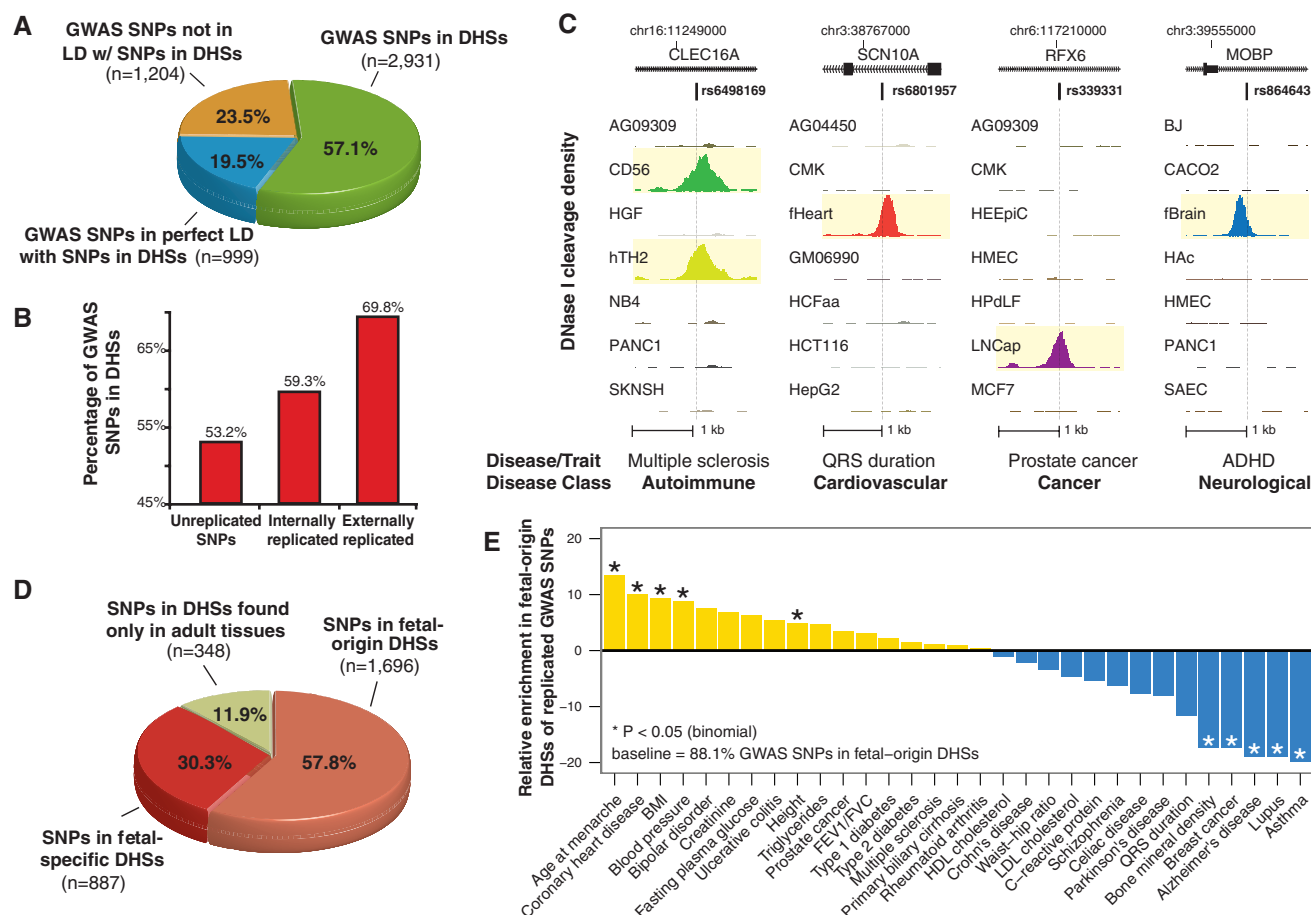 A
GWAS SNPs not in
LD w/ SNPs in DHSs
(n=1,204)
GWAS SNPs in DHSs
(n=2,931)
23.5%
19.5%
57.1%
GWAS SNPs in perfect LD
with SNPs in DHSs (n=999)
B
Percentage of GWAS
SNPs in DHSs
65%
55%
45%
53.2%
59.3%
69.8%
Unreplicated
SNPs
Internally
replicated
Externally
replicated
C
DNase I cleavage density
chr16:11249000
CLEC16A
rs6498169
AG09309
CD56
HGF
hTH2
NB4
PANC1
SKNSH
1 kb
chr3:38767000
SCN10A
rs6801957
AG04450
CMK
fHeart
GM06990
HCFaa
HCT116
HepG2
1 kb
chr6:117210000
RFX6
rs339331
AG09309
CMK
HEEpiC
HMEC
HPdLF
LNCap
MCF7
1 kb
chr3:39555000
MOBP
rs864643
BJ
CACO2
fBrain
HAc
HMEC
PANC1
SAEC
1 kb
Disease/Trait
Disease Class
Multiple sclerosis
Autoimmune
QRS duration
Cardiovascular
Prostate cancer
Cancer
ADHD
Neurological
D
SNPs in DHSs found
only in adult tissues
(n=348)
SNPs in fetal-
origin DHSs
(n=1,696)
11.9%
30.3%
57.8%
SNPs in fetal-
specific DHSs
(n=887)
E
Relative enrichment in fetal-origin
DHSs of replicated GWAS SNPs
20
10
0
−10
−20
* * * * *
* * * * *
* P < 0.05 (binomial)
baseline = 88.1% GWAS SNPs in fetal−origin DHSs
Age at menarche
Coronary heart disease
BMI
Blood pressure
Bipolar disorder
Creatinine
Fasting plasma glucose
Ulcerative colitis
Height
Triglycerides
Prostate cancer
FEV1/FVC
Type 1 diabetes
Type 2 diabetes
Multiple sclerosis
Primary biliary cirrhosis
Rheumatoid arthritis
HDL cholesterol
Crohn's disease
Waist−hip ratio
LDL cholesterol
C−reactive protein
Schizophrenia
Celiac disease
Parkinson's disease
QRS duration
Bone mineral density
Breast cancer
Alzheimer's disease
Lupus
Asthma